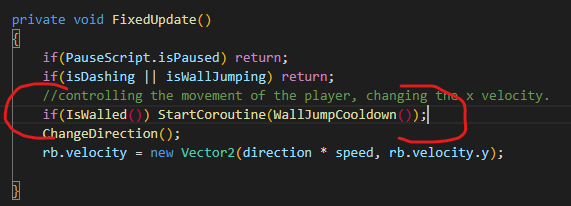 private void FixedUpdate()
{
if(PauseScript.isPaused) return;
if(isDashing || isWallJumping) return;
//controlling the movement of the player, changing the x velocity.
if(IsWalled()) StartCoroutine(WallJumpCooldown());
ChangeDirection();
rb.velocity = new Vector2(direction * speed, rb.velocity.y);
}